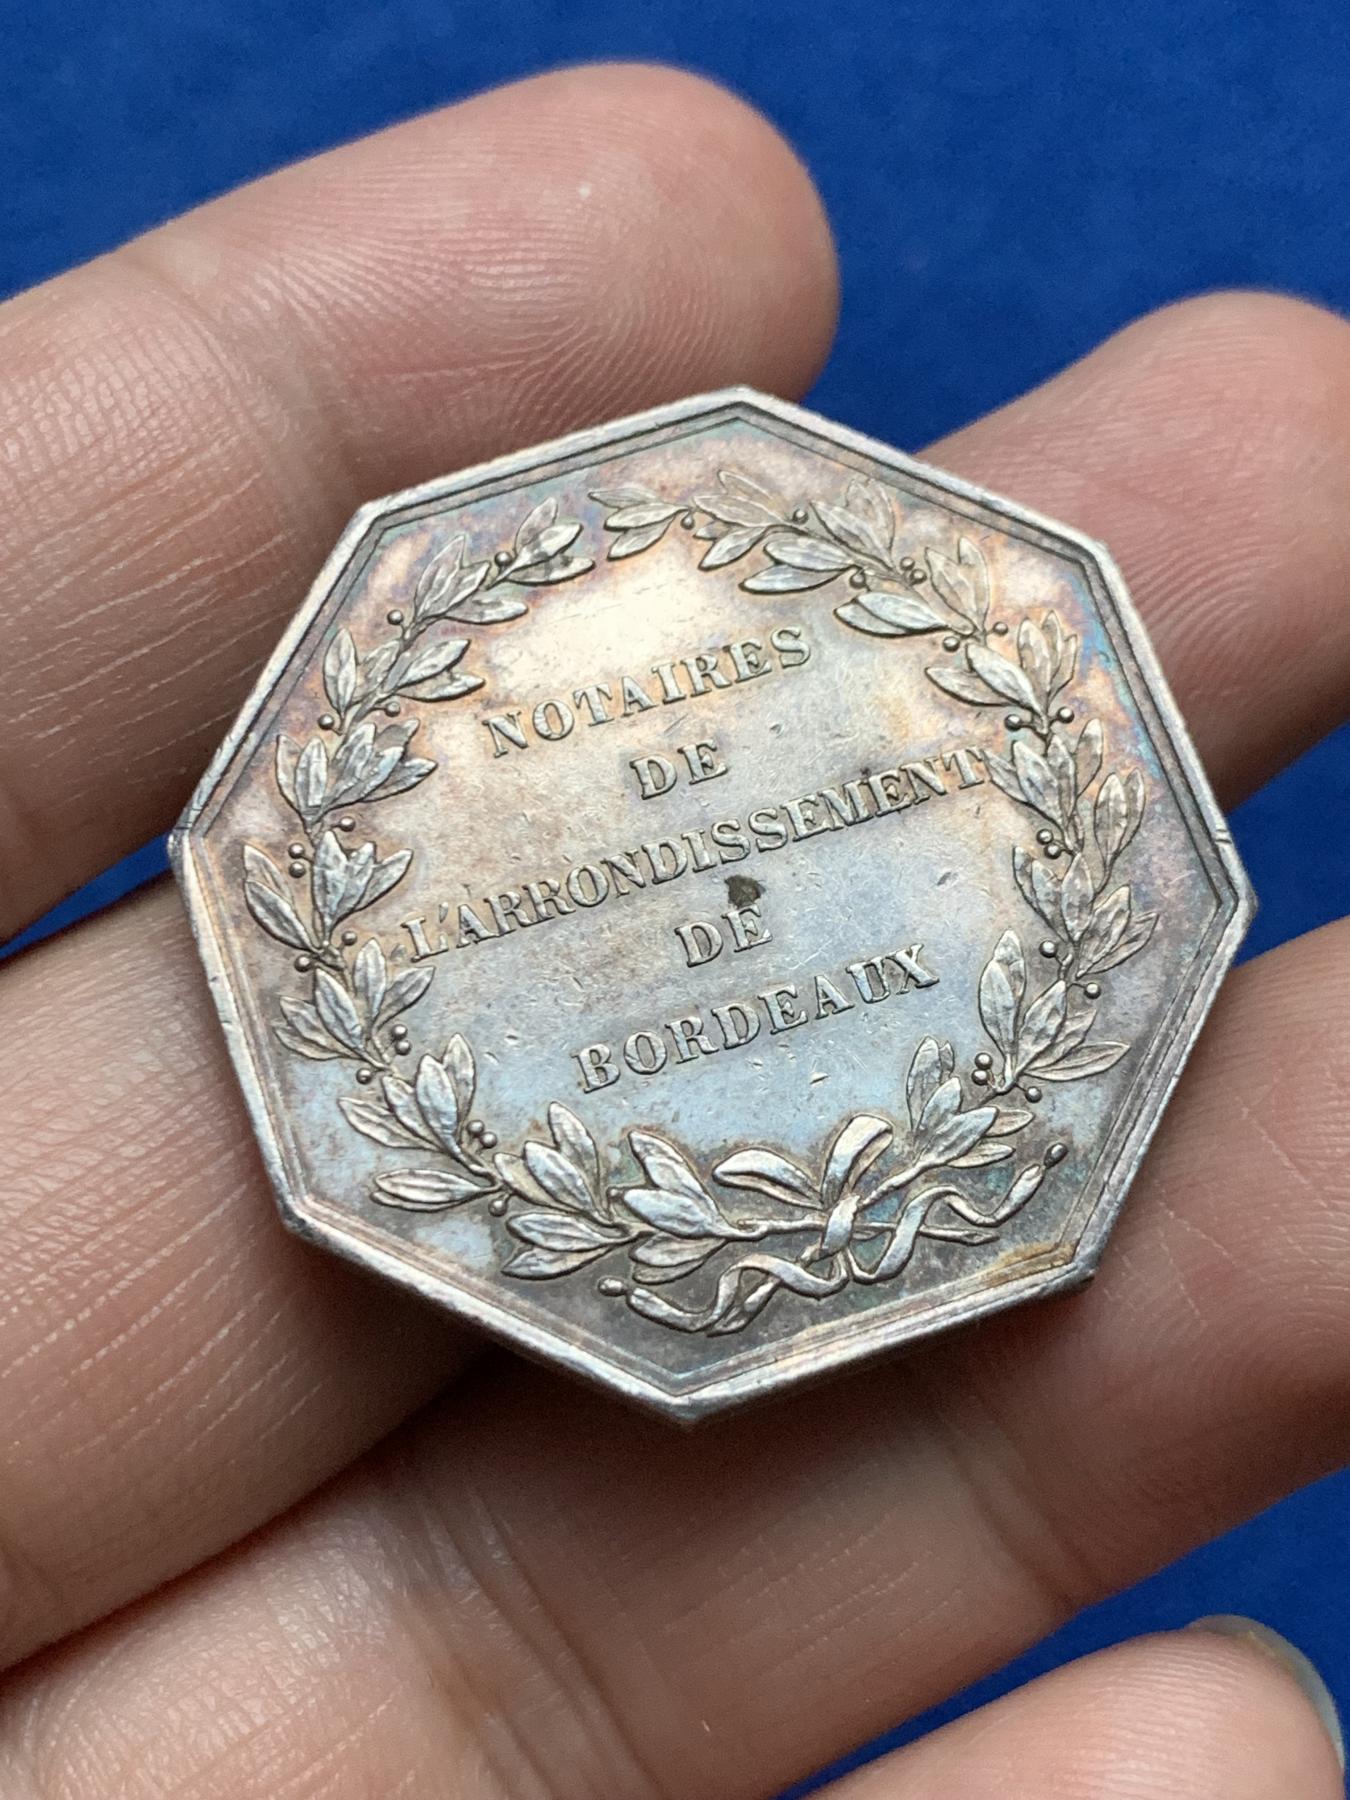 NOTAIRES
DE
L'ARRONDISSEMENT
DE
BORDEAUX